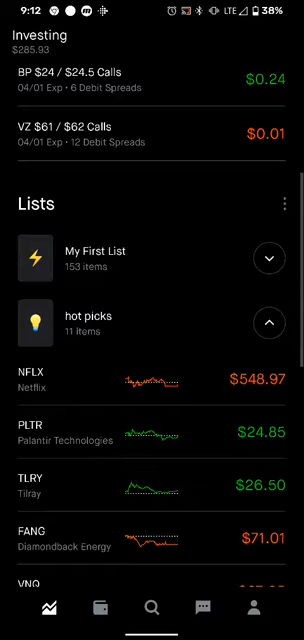 9:12
LTE
38%
Investing
$285.93
BP $24 / $24.5 Calls
04/01 Exp • 6 Debit Spreads
$0.24
VZ $61 / $62 Calls
04/01 Exp • 12 Debit Spreads
$0.01
Lists
My First List
153 items
hot picks
11 items
NFLX
Netflix
$548.97
PLTR
Palantir Technologies
$24.85
TLRY
Tilray
$26.50
FANG
Diamondback Energy
$71.01
VNQ